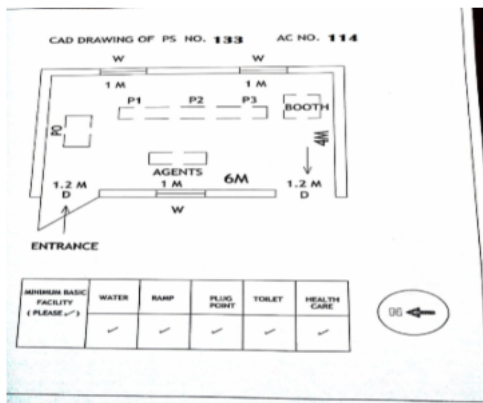 CAD DRAWING OF PS NO. 133 AC NO. 114
W W
1 M 1 M
P1 P2 P3
BOOTH
PO
4M
AGENTS
1.2 M 1 M 6M 1.2 M
D D
W
ENTRANCE
MINIMUM BASIC FACILITY ( PLEASE ✓ ) WATER RAMP PLUG POINT TOILET HEALTH CARE
✓ ✓ ✓ ✓ ✓